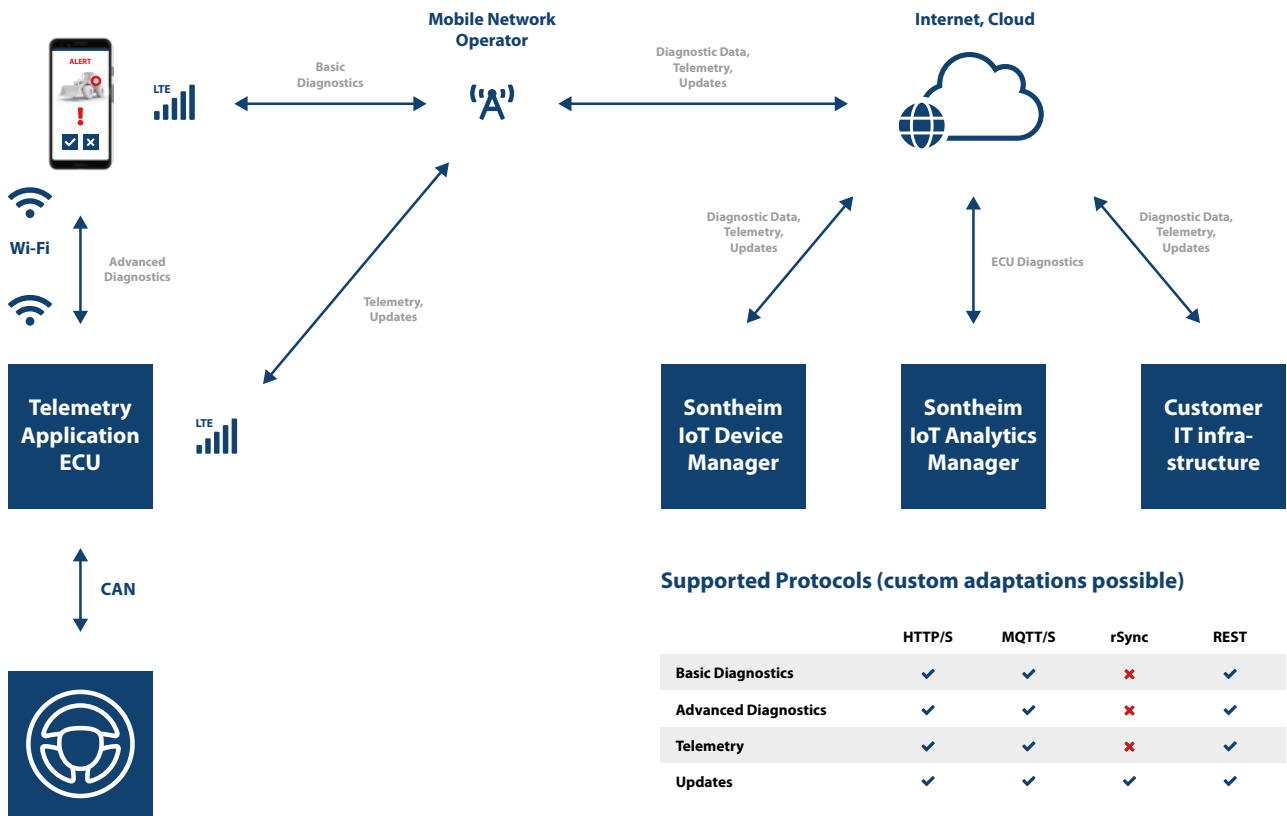 Mobile Network
Operator
Internet, Cloud
ALERT
LTE
Basic
Diagnostics
Diagnostic Data,
Telemetry,
Updates
Wi-Fi
Advanced
Diagnostics
Telemetry,
Updates
Diagnostic Data,
Telemetry,
Updates
ECU Diagnostics
Diagnostic Data,
Telemetry,
Updates
Telemetry
Application
ECU
LTE
Sontheim
IoT Device
Manager
Sontheim
IoT Analytics
Manager
Customer
IT infra-
structure
CAN
Supported Protocols (custom adaptations possible)
HTTP/S MQTT/S rSync REST
Basic Diagnostics
Advanced Diagnostics
Telemetry
Updates